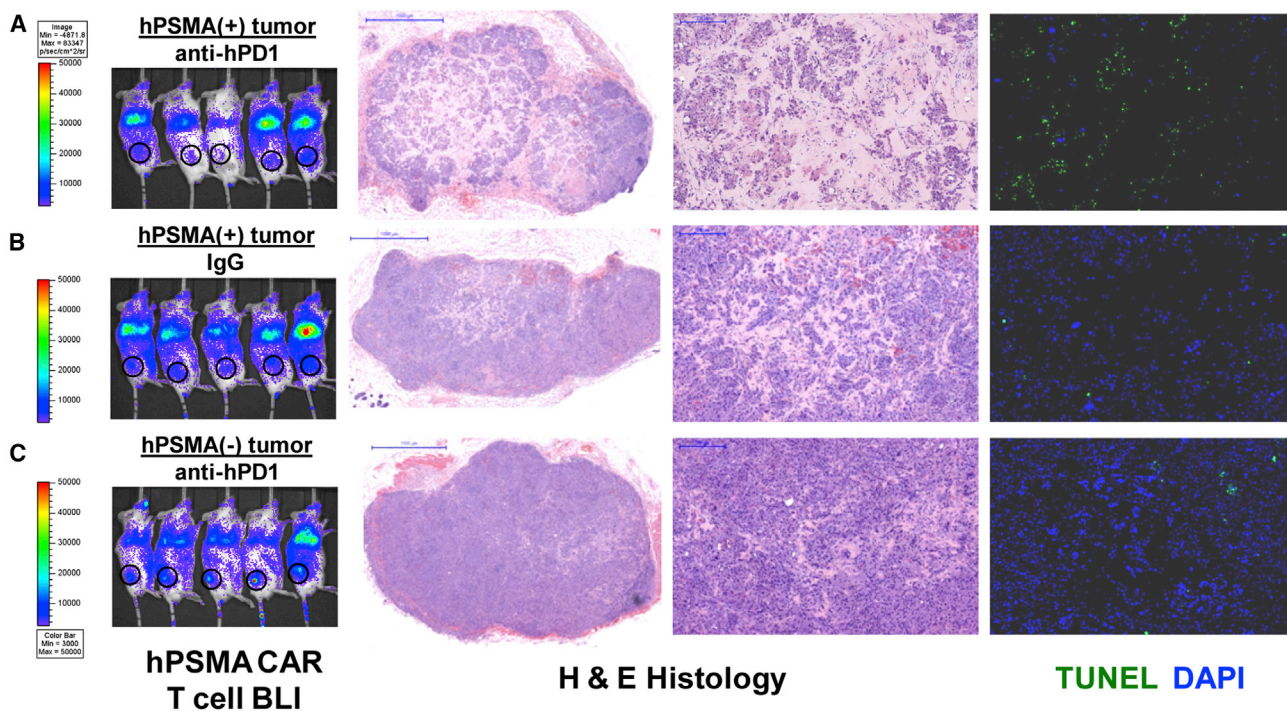 A
Image
Min = -4871.8
Max = 83347
p/sec/cm^2/sr
hPSMA(+) tumor
anti-hPD1
50000
40000
30000
20000
10000
B
hPSMA(+) tumor
IgG
50000
40000
30000
20000
10000
C
hPSMA(-) tumor
anti-hPD1
50000
40000
30000
20000
10000
Color Bar
Min = 3000
Max = 50000
hPSMA CAR
T cell BLI
H & E Histology
TUNEL DAPI